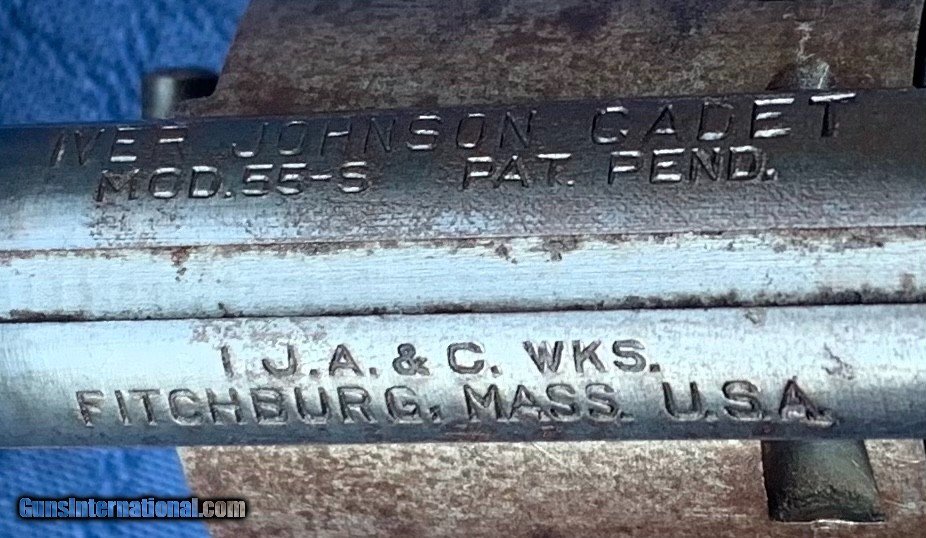 IVER JOHNSON CADET
MOD. 55-S PAT. PEND.
I J.A. & C. WKS.
FITCHBURG, MASS. U.S.A.
GunsInternational.com